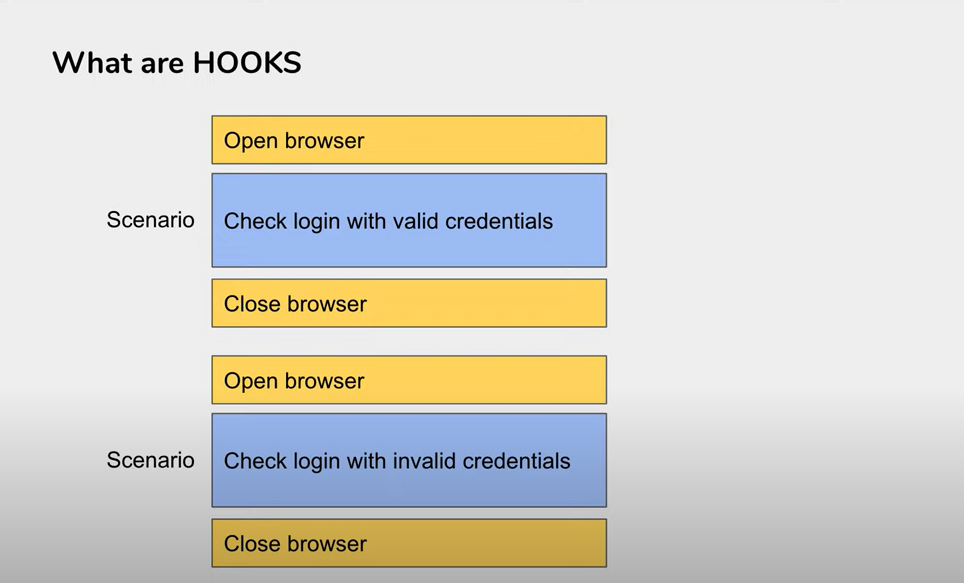 What are HOOKS
Open browser
Scenario
Check login with valid credentials
Close browser
Open browser
Scenario
Check login with invalid credentials
Close browser